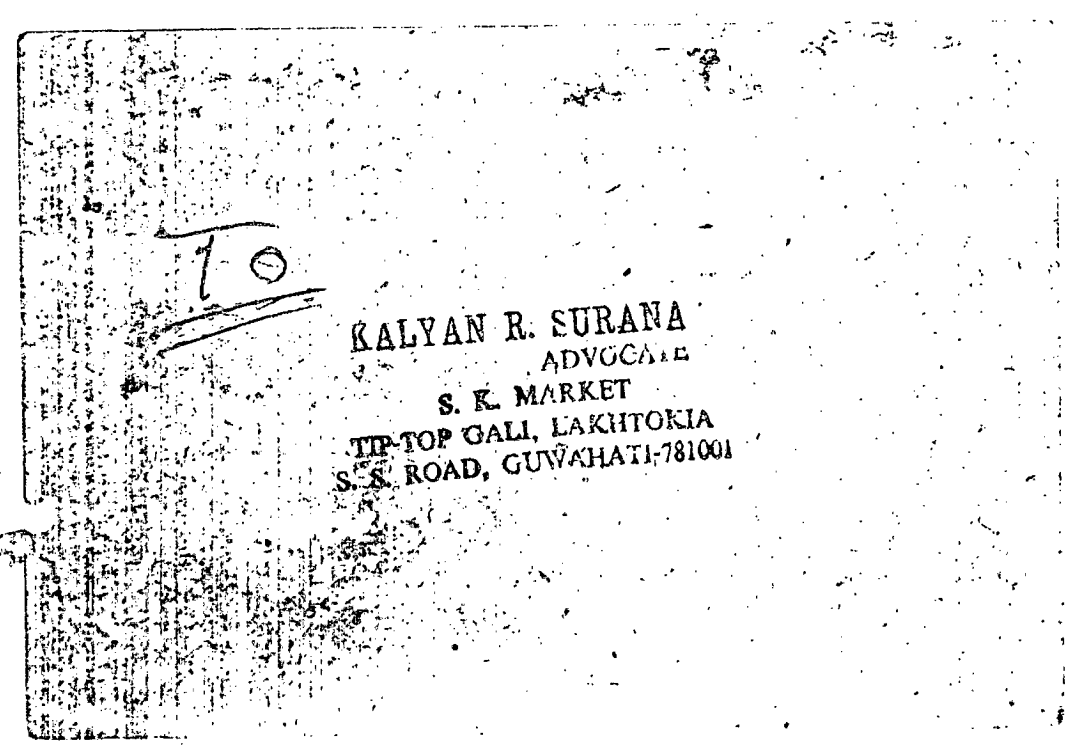 To
KALYAN R. SURANA
ADVOCATE
S. K. MARKET
TIP-TOP GALI, LAKHTOKIA
S. S. ROAD, GUWAHATI-781001